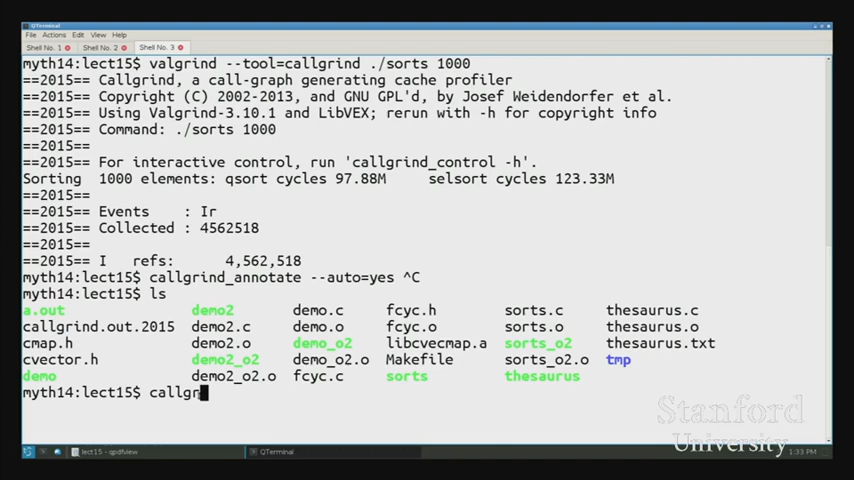 QTerminal
File Actions Edit View Help
Shell No. 1 Shell No. 2 Shell No. 3
myth14:lect15$ valgrind --tool=callgrind ./sorts 1000
==2015== Callgrind, a call-graph generating cache profiler
==2015== Copyright (C) 2002-2013, and GNU GPL'd, by Josef Weidendorfer et al.
==2015== Using Valgrind-3.10.1 and LibVEX; rerun with -h for copyright info
==2015== Command: ./sorts 1000
==2015==
==2015== For interactive control, run 'callgrind_control -h'.
Sorting 1000 elements: qsort cycles 97.88M selsort cycles 123.33M
==2015==
==2015== Events : Ir
==2015== Collected : 4562518
==2015==
==2015== I refs: 4,562,518
myth14:lect15$ callgrind_annotate --auto=yes ^C
myth14:lect15$ ls
a.out demo2 demo.c fcyc.h sorts.c thesaurus.c
callgrind.out.2015 demo2.c demo.o fcyc.o sorts.o thesaurus.o
cmap.h demo2.o demo_o2 libcvecmap.a sorts_o2 thesaurus.txt
cvector.h demo2_o2 demo_o2.o Makefile sorts_o2.o tmp
demo demo2_o2.o fcyc.c sorts thesaurus
myth14:lect15$ callgr
Stanford
University
lect15 - qpdfview QTerminal 1:33 PM